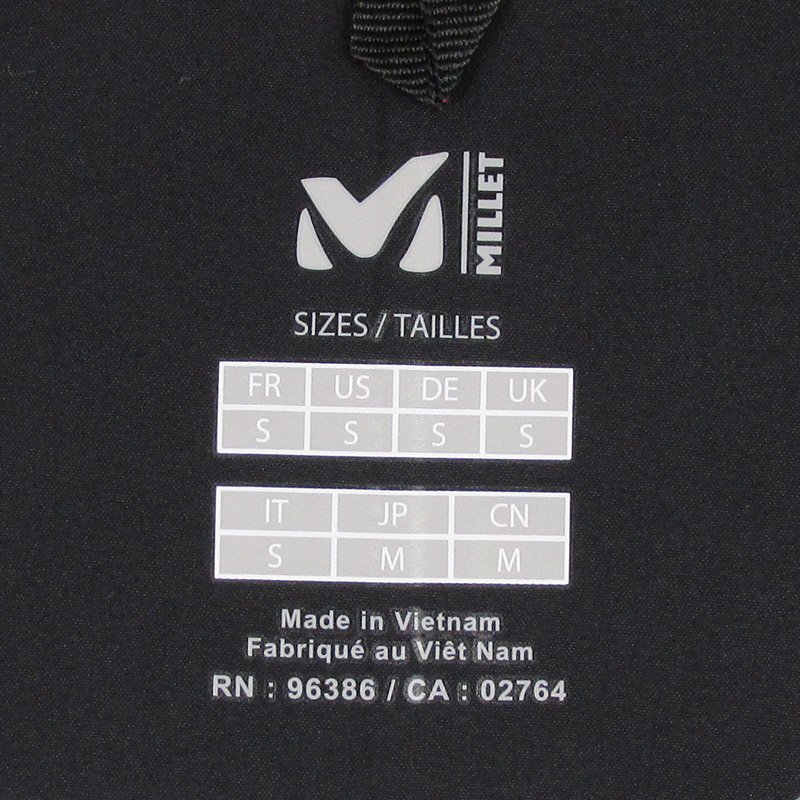 MILLET
SIZES / TAILLES
FR US DE UK
S S S S
IT JP CN
S M M
Made in Vietnam
Fabriqué au Viêt Nam
RN : 96386 / CA : 02764